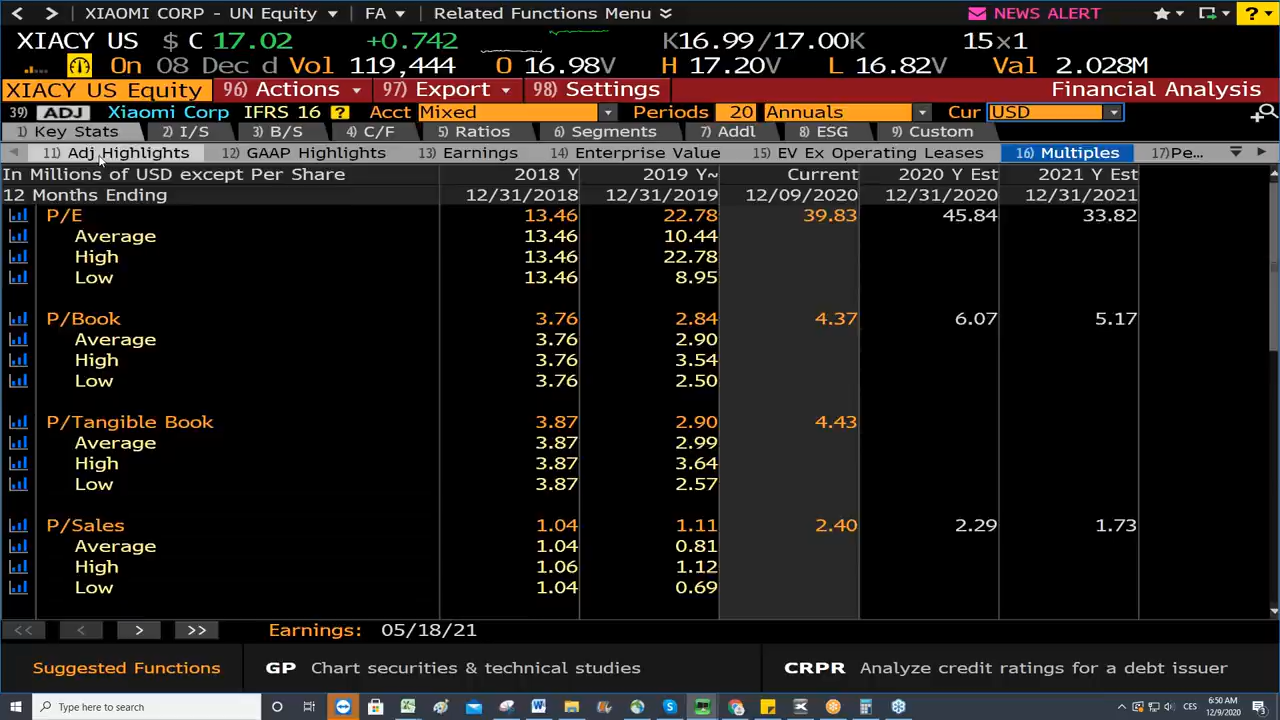 XIAOMI CORP - UN Equity FA Related Functions Menu NEWS ALERT ?
XIACY US $ C 17.02 +0.742 K16.99/17.00K 15x1
On 08 Dec d Vol 119,444 O 16.98V H 17.20V L 16.82V Val 2.028M
XIACY US Equity 96) Actions 97) Export 98) Settings Financial Analysis
39) ADJ Xiaomi Corp IFRS 16 ? Acct Mixed Periods 20 Annuals Cur USD
1) Key Stats 2) I/S 3) B/S 4) C/F 5) Ratios 6) Segments 7) Addl 8) ESG 9) Custom
11) Adj Highlights 12) GAAP Highlights 13) Earnings 14) Enterprise Value 15) EV Ex Operating Leases 16) Multiples 17) Pe...
In Millions of USD except Per Share 2018 Y 2019 Y~ Current 2020 Y Est 2021 Y Est
12 Months Ending 12/31/2018 12/31/2019 12/09/2020 12/31/2020 12/31/2021
P/E 13.46 22.78 39.83 45.84 33.82
Average 13.46 10.44
High 13.46 22.78
Low 13.46 8.95
P/Book 3.76 2.84 4.37 6.07 5.17
Average 3.76 2.90
High 3.76 3.54
Low 3.76 2.50
P/Tangible Book 3.87 2.90 4.43
Average 3.87 2.99
High 3.87 3.64
Low 3.87 2.57
P/Sales 1.04 1.11 2.40 2.29 1.73
Average 1.04 0.81
High 1.06 1.12
Low 1.04 0.69
<< < > >> Earnings: 05/18/21
Suggested Functions GP Chart securities & technical studies CRPR Analyze credit ratings for a debt issuer
Type here to search CES 6:50 AM
12/9/2020